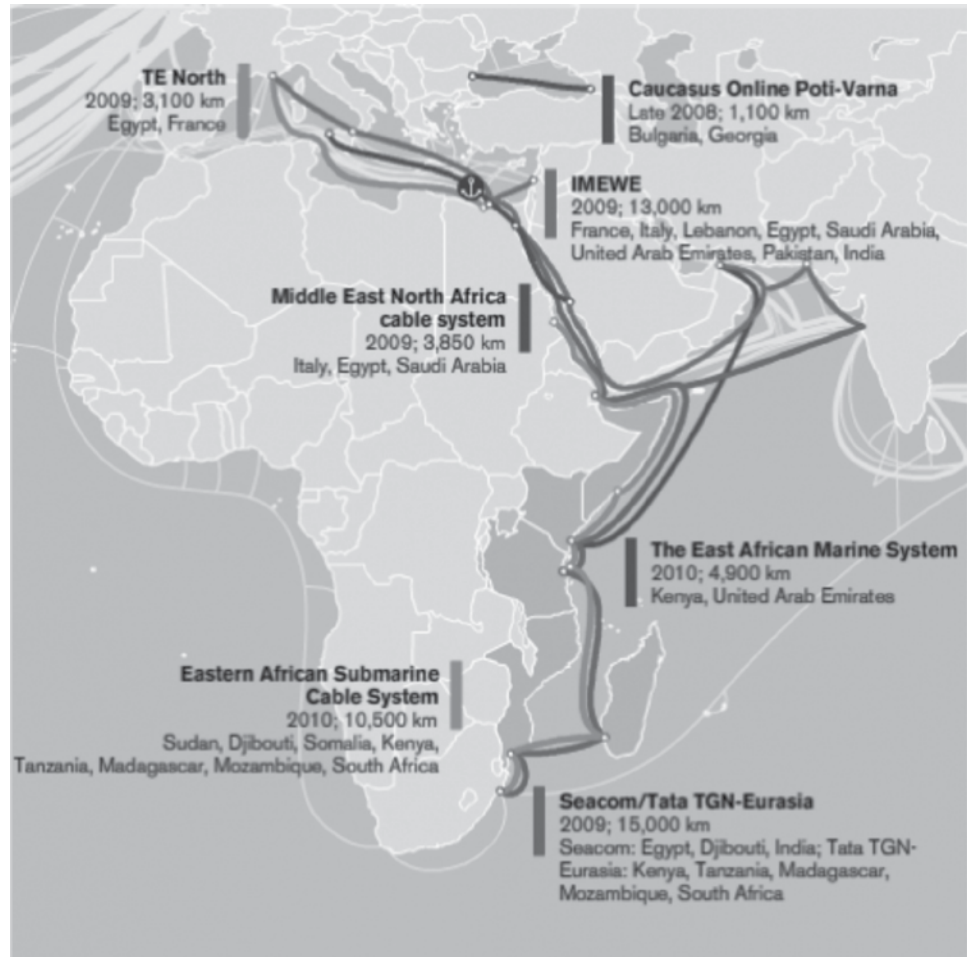 TE North
2009; 3,100 km
Egypt, France
Caucasus Online Poti-Varna
Late 2008; 1,100 km
Bulgaria, Georgia
IMEWE
2009; 13,000 km
France, Italy, Lebanon, Egypt, Saudi Arabia,
United Arab Emirates, Pakistan, India
Middle East North Africa
cable system
2009; 3,850 km
Italy, Egypt, Saudi Arabia
The East African Marine System
2010; 4,900 km
Kenya, United Arab Emirates
Eastern African Submarine
Cable System
2010; 10,500 km
Sudan, Djibouti, Somalia, Kenya,
Tanzania, Madagascar, Mozambique, South Africa
Seacom/Tata TGN-Eurasia
2009; 15,000 km
Seacom: Egypt, Djibouti, India; Tata TGN-
Eurasia: Kenya, Tanzania, Madagascar,
Mozambique, South Africa